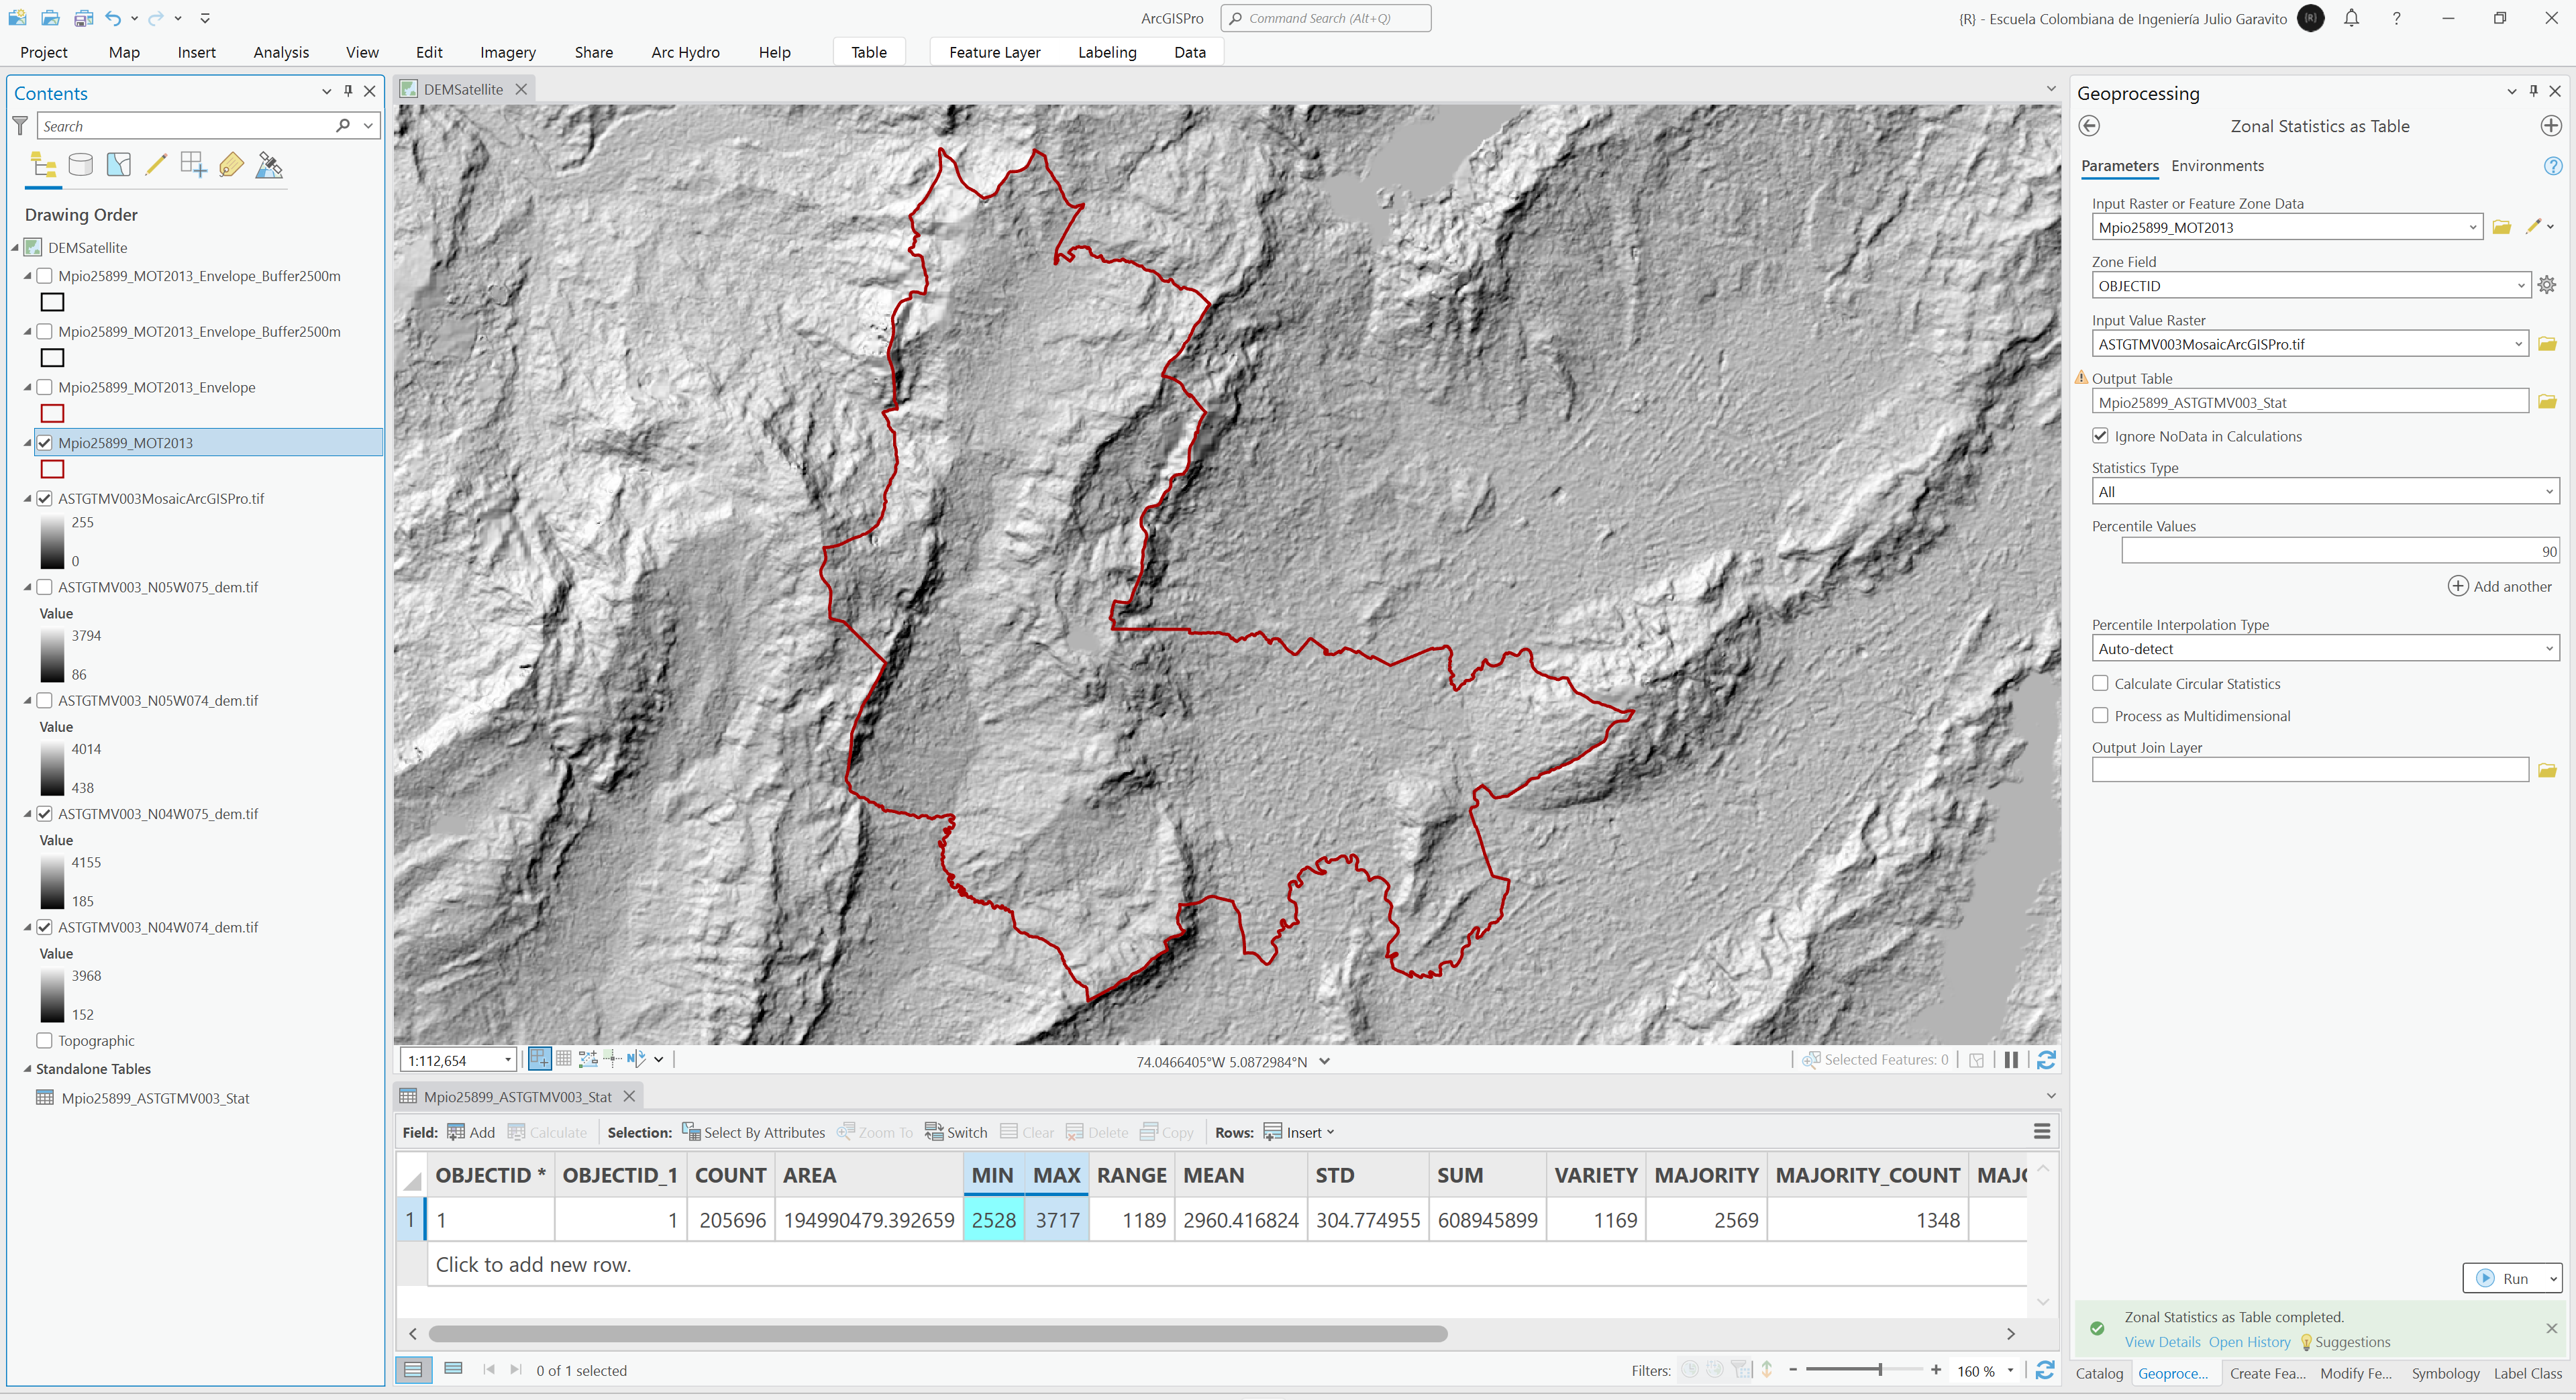 ArcGISPro
Command Search (Alt+Q)
{R} - Escuela Colombiana de Ingeniería Julio Garavito
{R}
?
Project Map Insert Analysis View Edit Imagery Share Arc Hydro Help Table Feature Layer Labeling Data
Contents
Search
Drawing Order
DEMSatellite
Mpio25899_MOT2013_Envelope_Buffer2500m
Mpio25899_MOT2013_Envelope_Buffer2500m
Mpio25899_MOT2013_Envelope
Mpio25899_MOT2013
ASTGTMV003MosaicArcGISPro.tif
255
0
ASTGTMV003_N05W075_dem.tif
Value
3794
86
ASTGTMV003_N05W074_dem.tif
Value
4014
438
ASTGTMV003_N04W075_dem.tif
Value
4155
185
ASTGTMV003_N04W074_dem.tif
Value
3968
152
Topographic
Standalone Tables
Mpio25899_ASTGTMV003_Stat
DEMSatellite
1:112,654
N
74.0466405°W 5.0872984°N
Selected Features: 0
Mpio25899_ASTGTMV003_Stat
Field: Add Calculate Selection: Select By Attributes Zoom To Switch Clear Delete Copy Rows: Insert
OBJECTID * OBJECTID_1 COUNT AREA MIN MAX RANGE MEAN STD SUM VARIETY MAJORITY MAJORITY_COUNT MAJO
1 1 1 205696 194990479.392659 2528 3717 1189 2960.416824 304.774955 608945899 1169 2569 1348
Click to add new row.
0 of 1 selected
Filters:
160 %
Geoprocessing
Zonal Statistics as Table
Parameters Environments
?
Input Raster or Feature Zone Data
Mpio25899_MOT2013
Zone Field
OBJECTID
Input Value Raster
ASTGTMV003MosaicArcGISPro.tif
Output Table
Mpio25899_ASTGTMV003_Stat
Ignore NoData in Calculations
Statistics Type
All
Percentile Values
90
Add another
Percentile Interpolation Type
Auto-detect
Calculate Circular Statistics
Process as Multidimensional
Output Join Layer
Run
Zonal Statistics as Table completed.
View Details Open History Suggestions
Catalog Geoproce... Create Fea... Modify Fe... Symbology Label Class